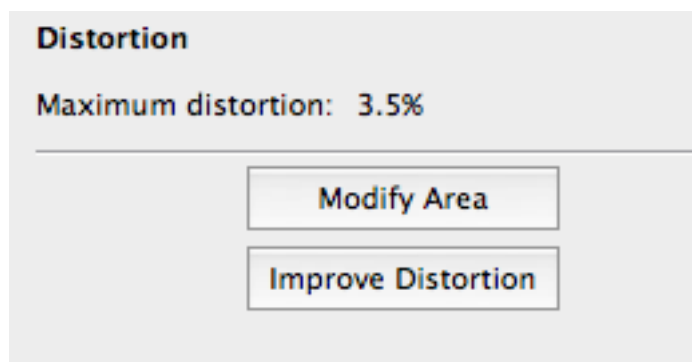 Distortion
Maximum distortion: 3.5%
Modify Area
Improve Distortion